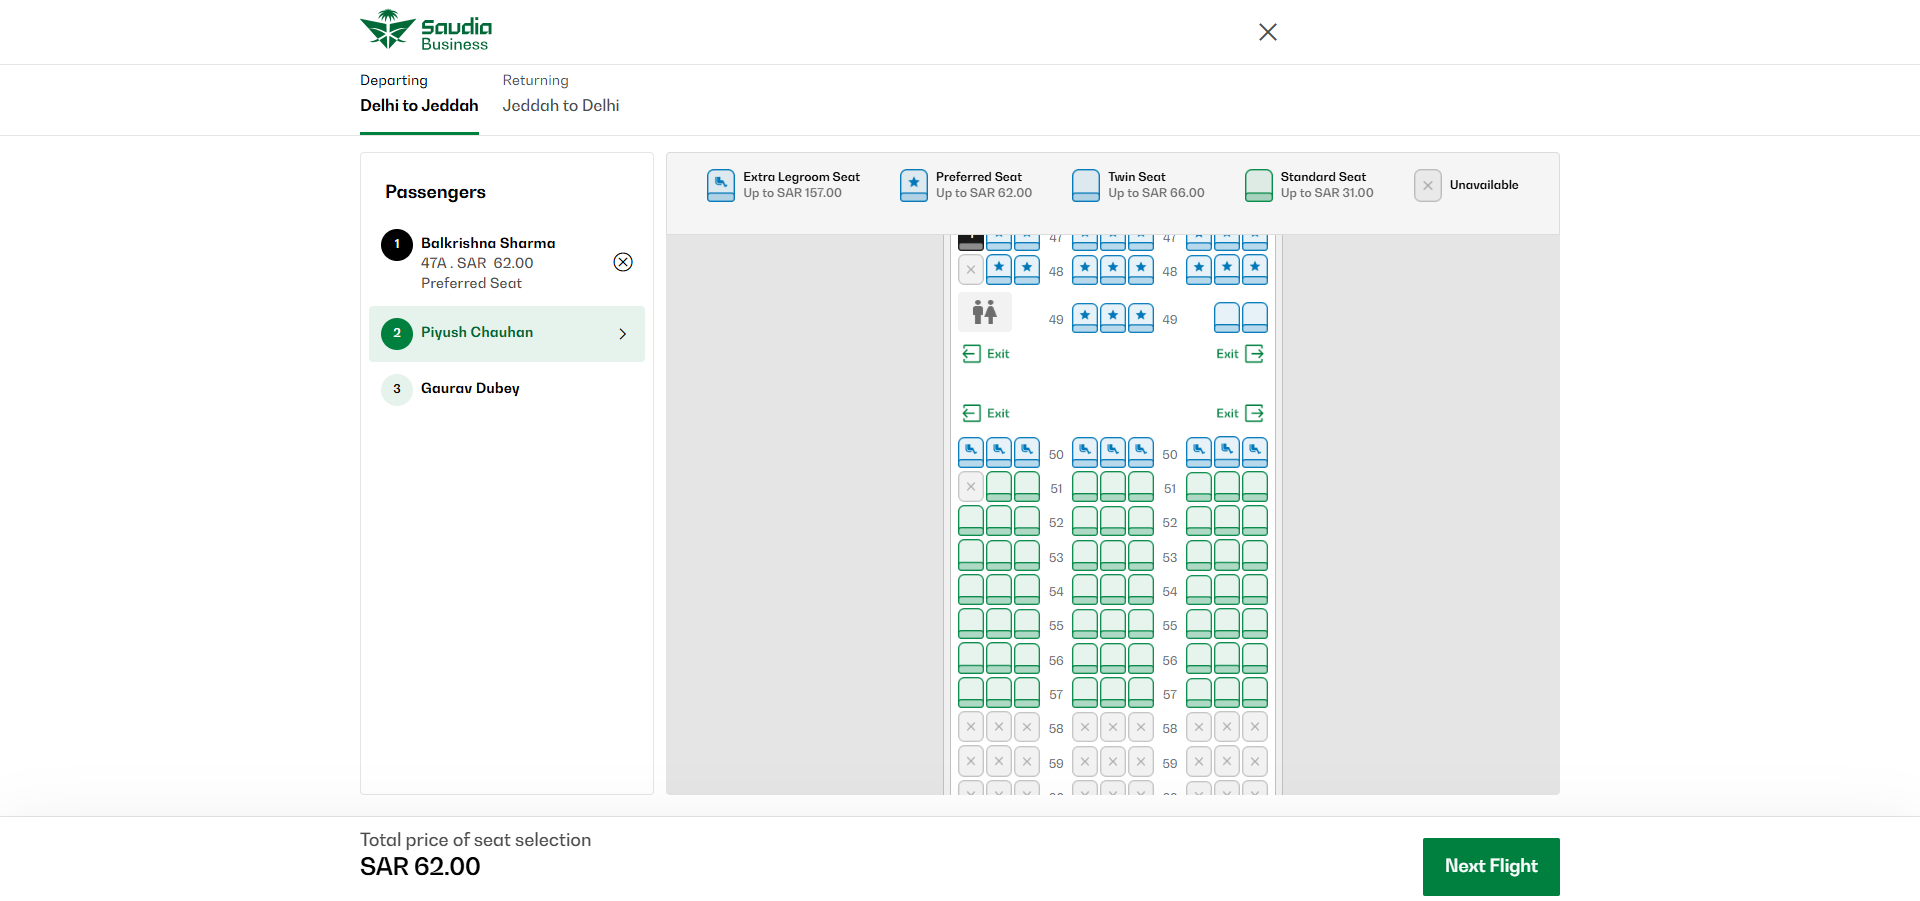 Saudia
Business
Departing
Delhi to Jeddah
Returning
Jeddah to Delhi
Passengers
1
Balkrishna Sharma
47A . SAR 62.00
Preferred Seat
2
Piyush Chauhan
3
Gaurav Dubey
Extra Legroom Seat
Up to SAR 157.00
Preferred Seat
Up to SAR 62.00
Twin Seat
Up to SAR 66.00
Standard Seat
Up to SAR 31.00
Unavailable
47 47
48 48
49 49
Exit Exit
Exit Exit
50 50
51 51
52 52
53 53
54 54
55 55
56 56
57 57
58 58
59 59
Total price of seat selection
SAR 62.00
Next Flight